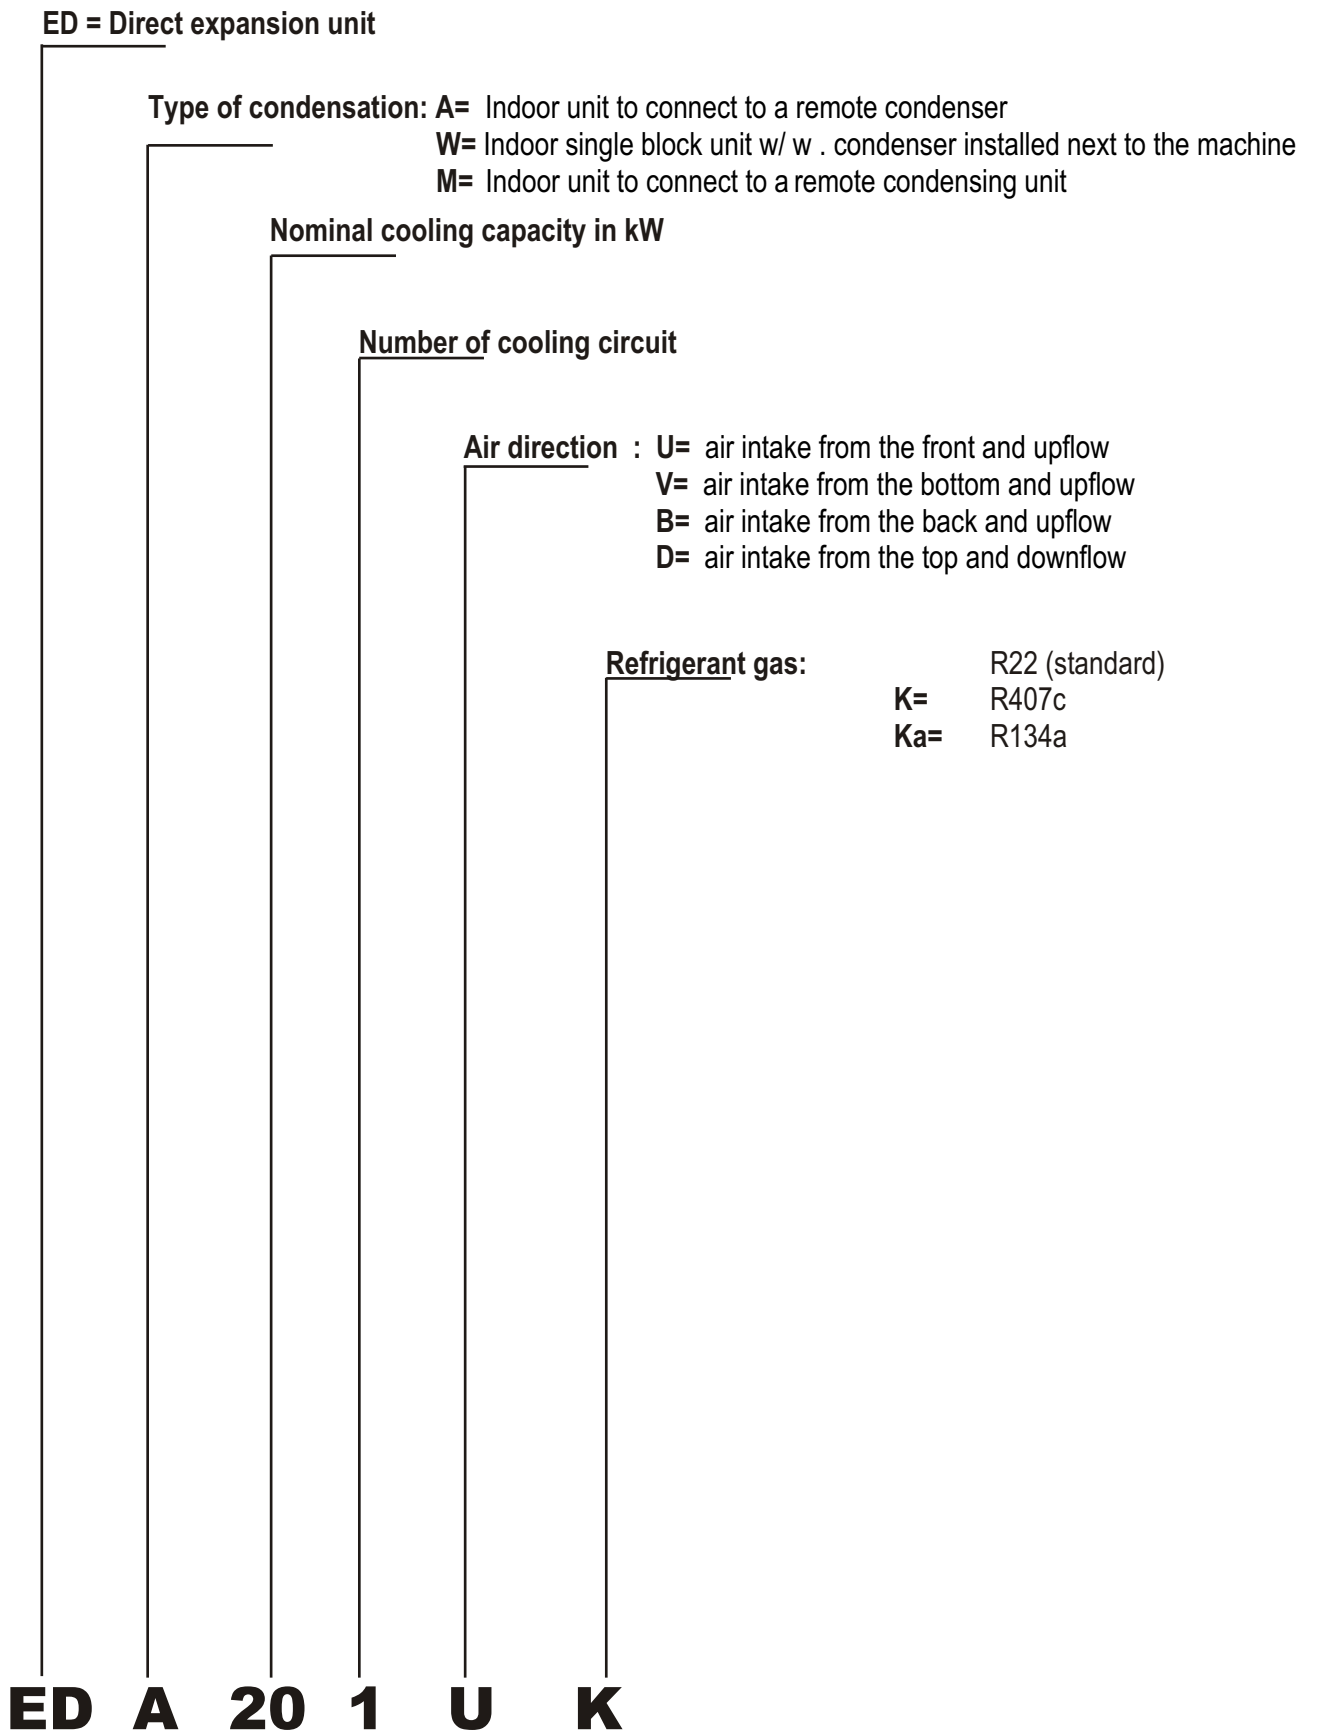 ED = Direct expansion unit
Type of condensation: A= Indoor unit to connect to a remote condenser
W= Indoor single block unit w/ w . condenser installed next to the machine
M= Indoor unit to connect to a remote condensing unit
Nominal cooling capacity in kW
Number of cooling circuit
Air direction : U= air intake from the front and upflow
V= air intake from the bottom and upflow
B= air intake from the back and upflow
D= air intake from the top and downflow
Refrigerant gas: R22 (standard)
K= R407c
Ka= R134a
ED A 20 1 U K